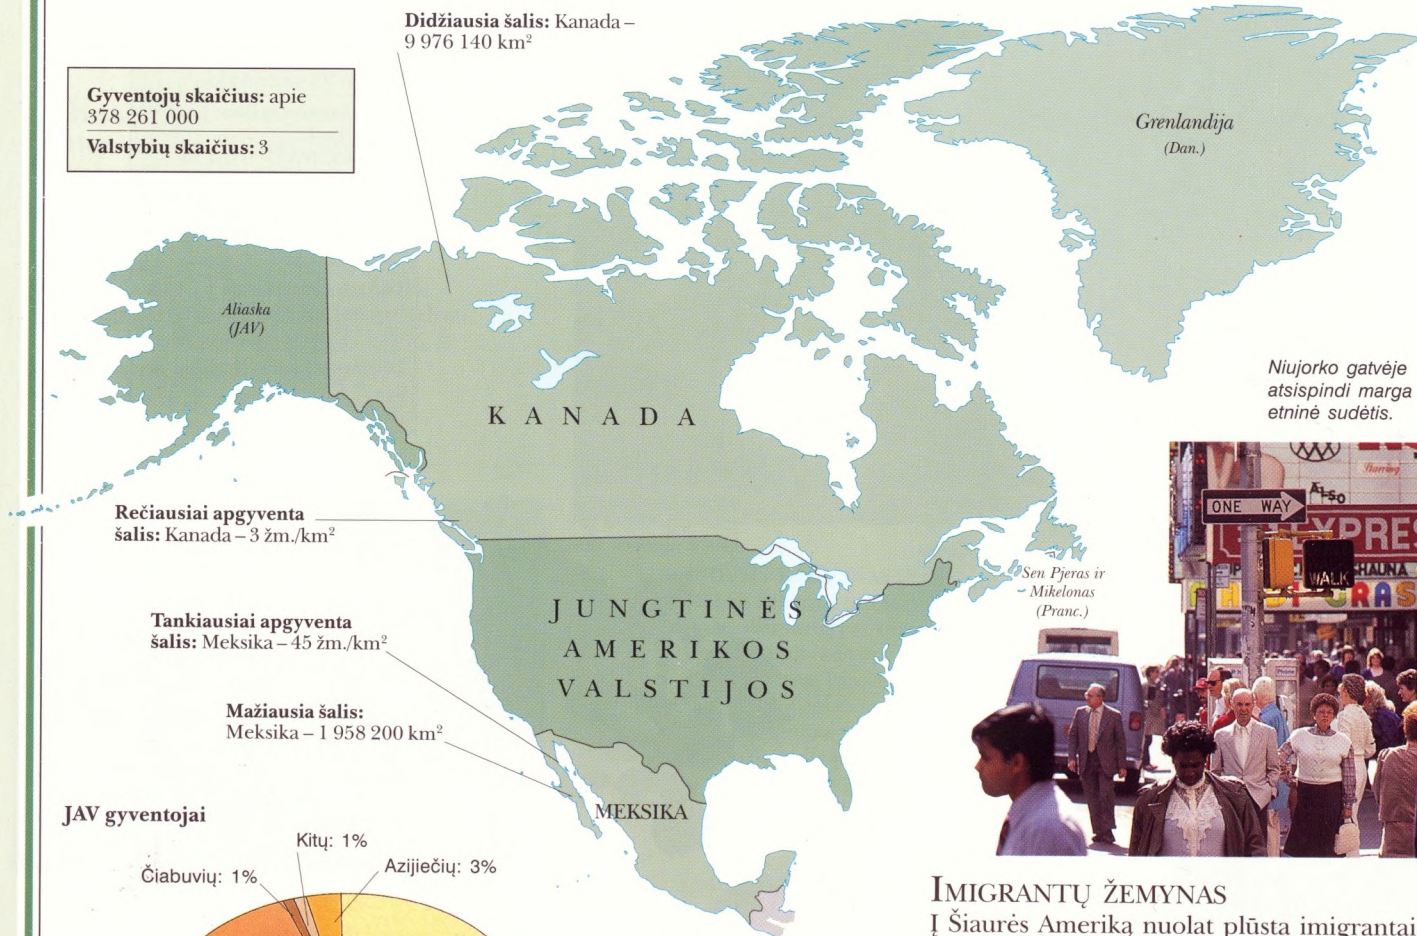 Didžiausia šalis: Kanada –
9 976 140 km²
Gyventojų skaičius: apie
378 261 000
Valstybių skaičius: 3
Grenlandija
(Dan.)
Aliaska
(JAV)
KANADA
Niujorko gatvėje
atsispindi marga
etninė sudėtis.
ONE WAY
ALSO
EXPRES
WALK
GRAS
Rečiausiai apgyventa
šalis: Kanada – 3 žm./km²
Sen Pjeras ir
Mikelonas
(Pranc.)
JUNGTINĖS
AMERIKOS
VALSTIJOS
Tankiausiai apgyventa
šalis: Meksika – 45 žm./km²
Mažiausia šalis:
Meksika – 1 958 200 km²
MEKSIKA
JAV gyventojai
Kitų: 1%
Čiabuvių: 1%
Azijiečių: 3%
IMIGRANTŲ ŽEMYNAS
Į Šiaurės Ameriką nuolat plūsta imigrantai